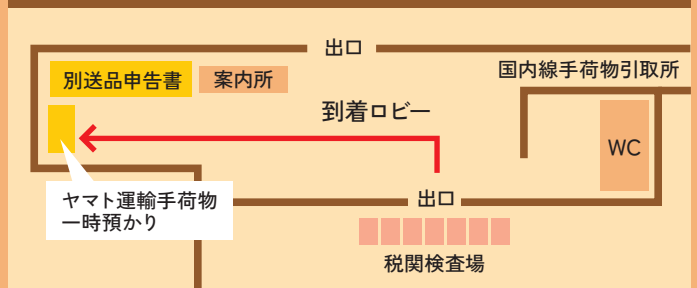 出口
国内線手荷物引取所
別送品申告書
案内所
到着ロビー
WC
ヤマト運輸手荷物
一時預かり
出口
税関検査場